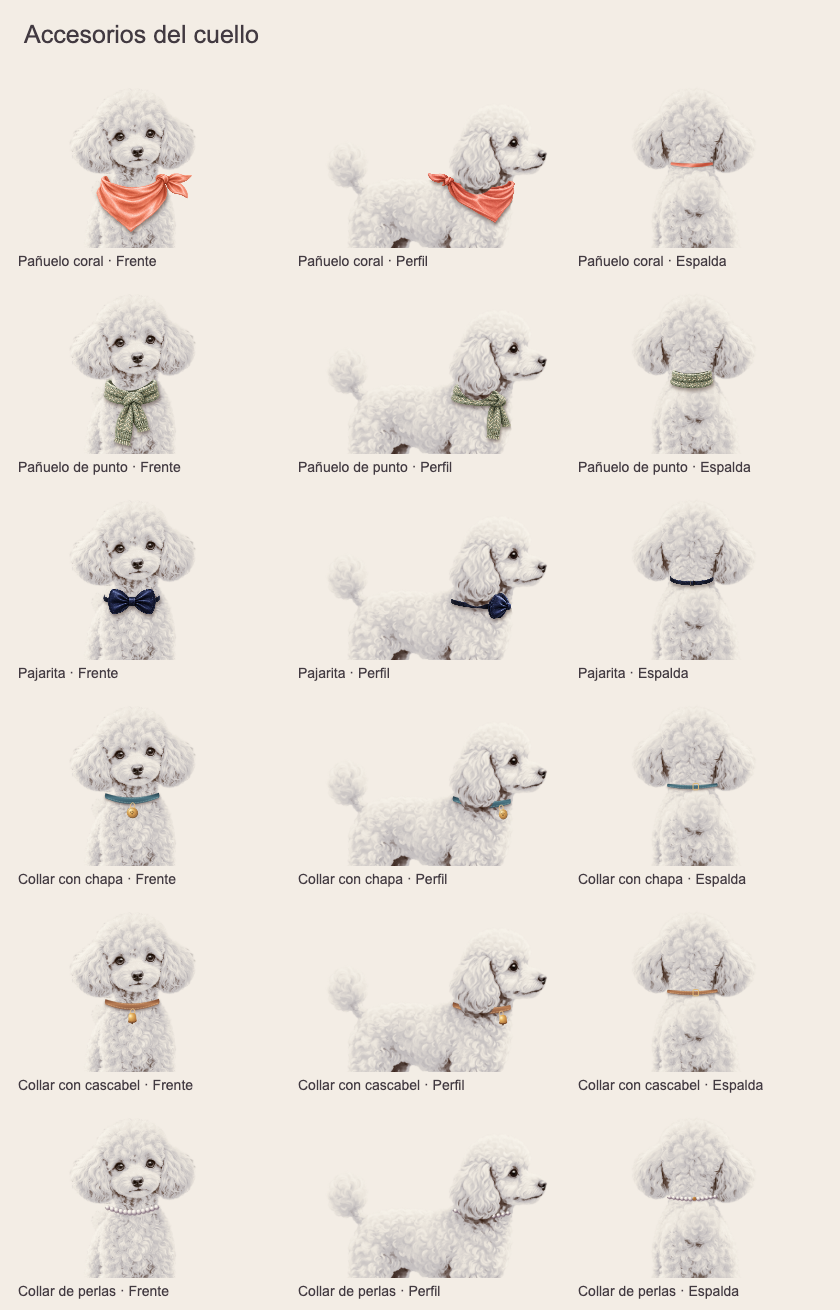 Accesorios del cuello
Pañuelo coral · Frente
Pañuelo coral · Perfil
Pañuelo coral · Espalda
Pañuelo de punto · Frente
Pañuelo de punto · Perfil
Pañuelo de punto · Espalda
Pajarita · Frente
Pajarita · Perfil
Pajarita · Espalda
Collar con chapa · Frente
Collar con chapa · Perfil
Collar con chapa · Espalda
Collar con cascabel · Frente
Collar con cascabel · Perfil
Collar con cascabel · Espalda
Collar de perlas · Frente
Collar de perlas · Perfil
Collar de perlas · Espalda